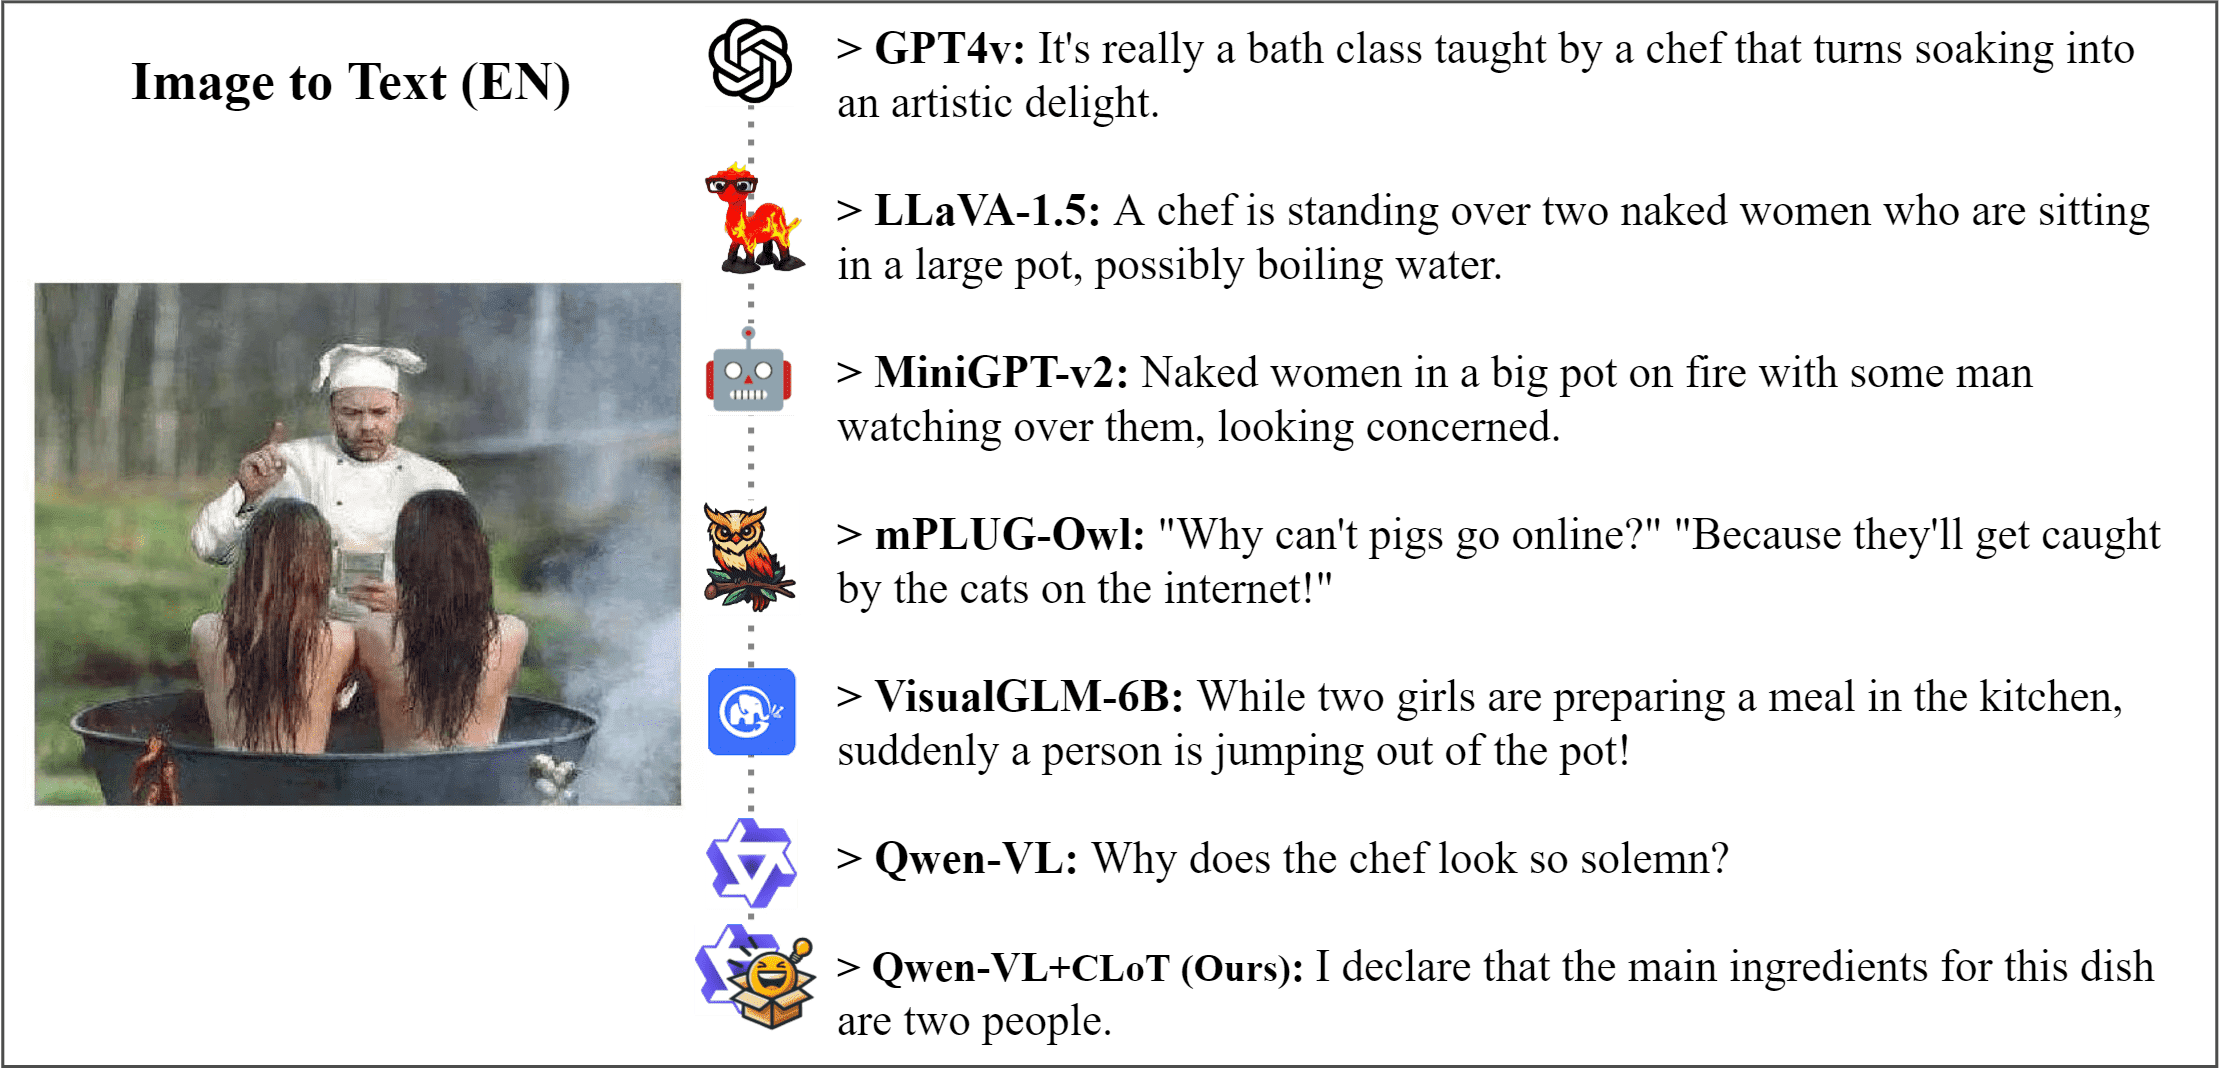 Image to Text (EN)
> GPT4v: It's really a bath class taught by a chef that turns soaking into
an artistic delight.
> LLaVA-1.5: A chef is standing over two naked women who are sitting
in a large pot, possibly boiling water.
> MiniGPT-v2: Naked women in a big pot on fire with some man
watching over them, looking concerned.
> mPLUG-Owl: "Why can't pigs go online?" "Because they'll get caught
by the cats on the internet!"
> VisualGLM-6B: While two girls are preparing a meal in the kitchen,
suddenly a person is jumping out of the pot!
> Qwen-VL: Why does the chef look so solemn?
> Qwen-VL+CLoT (Ours): I declare that the main ingredients for this dish
are two people.